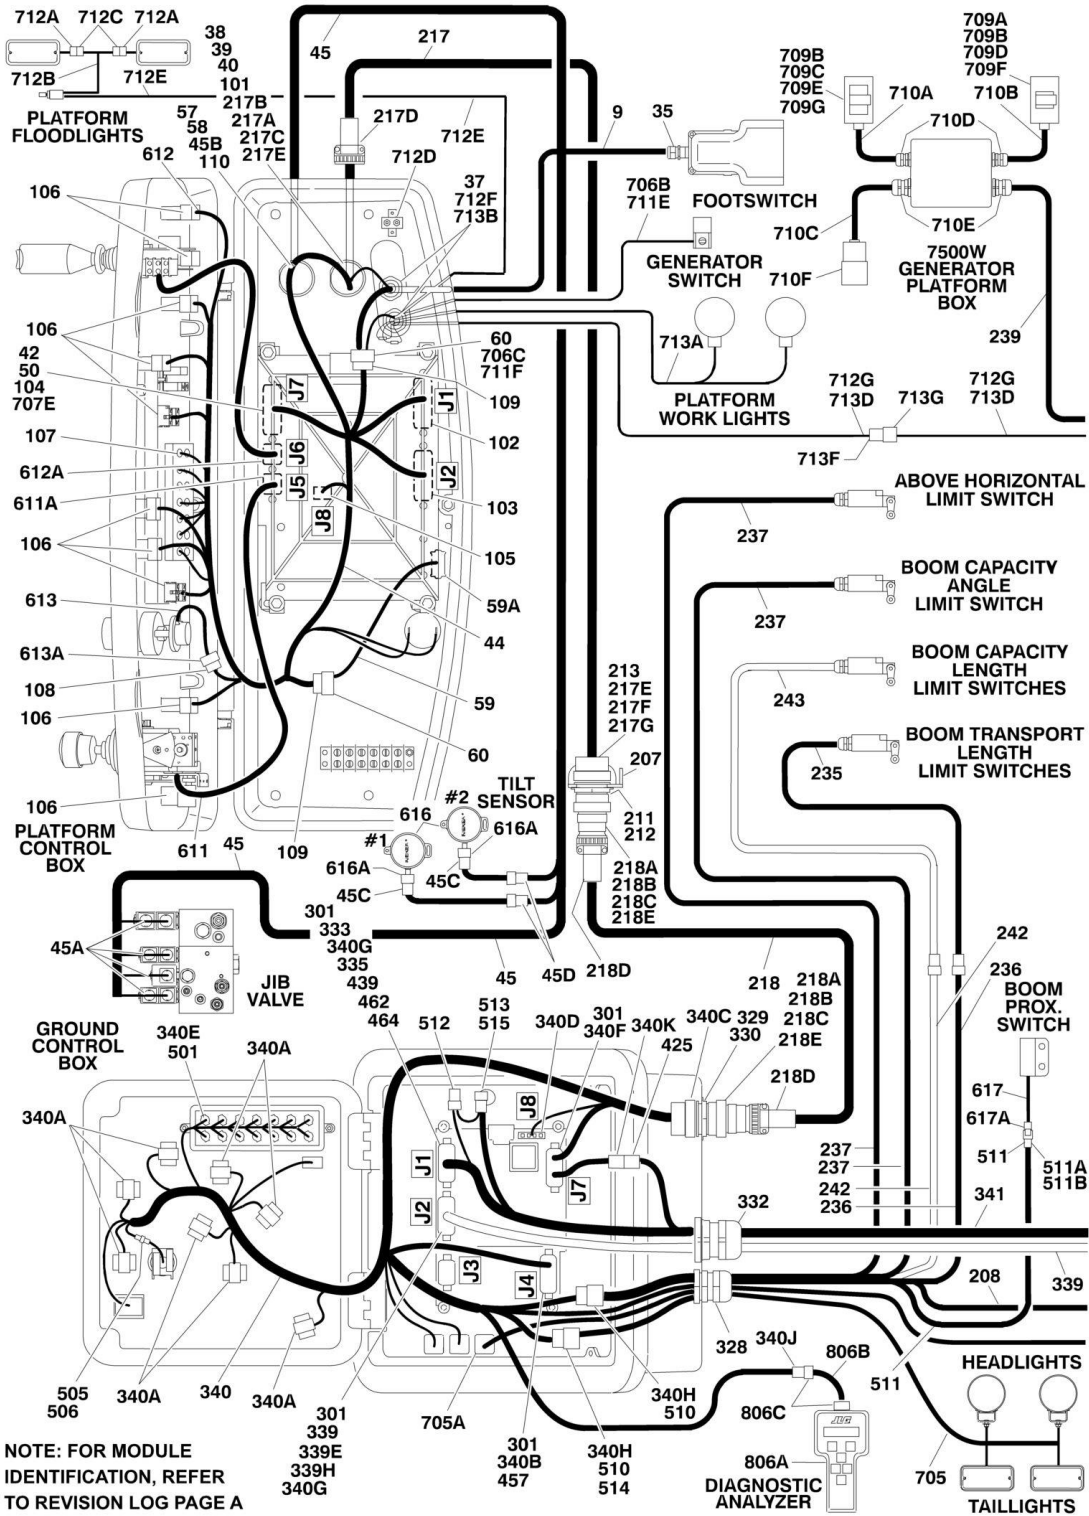 712A
712C
712A
712B
712E
PLATFORM
FLOODLIGHTS
38
39
40
101
217B
217A
217C
217E
57
58
45B
110
612
45
217
217D
712E
712D
37
712F
713B
9
35
FOOTSWITCH
706B
711E
GENERATOR
SWITCH
709B
709C
709E
709G
709A
709B
709D
709F
710A
710B
710D
710E
710C
710F
7500W
GENERATOR
PLATFORM
BOX
239
106
106
42
50
104
707E
107
612A
611A
106
613
613A
108
106
106
PLATFORM
CONTROL
BOX
611
J7
J6
J5
J8
J1
J2
60
706C
711F
109
102
103
105
59A
44
59
60
109
713A
PLATFORM
WORK LIGHTS
712G
713D
713G
712G
713D
713F
ABOVE HORIZONTAL
LIMIT SWITCH
237
BOOM CAPACITY
ANGLE
LIMIT SWITCH
237
BOOM CAPACITY
LENGTH
LIMIT SWITCHES
243
BOOM TRANSPORT
LENGTH
LIMIT SWITCHES
235
213
217E
217F
217G
207
211
212
218A
218B
218C
218E
218D
TILT
SENSOR
#2
616
616A
#1
616A
45C
45C
45D
45
45
45A
JIB
VALVE
301
333
340G
335
439
462
464
218
218A
218B
218C
218E
218D
242
236
BOOM
PROX.
SWITCH
617
617A
511
511A
511B
GROUND
CONTROL
BOX
340E
501
340A
340A
512
513
515
340D
301
340F
340K
425
340C
329
330
J8
J1
J2
J3
J4
J7
332
237
237
242
236
341
339
208
328
511
505
506
340A
340
340A
301
339
339E
339H
340G
705A
301
340B
457
340H
510
340H
510
514
340J
806B
806C
806A
JLG
DIAGNOSTIC
ANALYZER
HEADLIGHTS
705
TAILLIGHTS
NOTE: FOR MODULE
IDENTIFICATION, REFER
TO REVISION LOG PAGE A